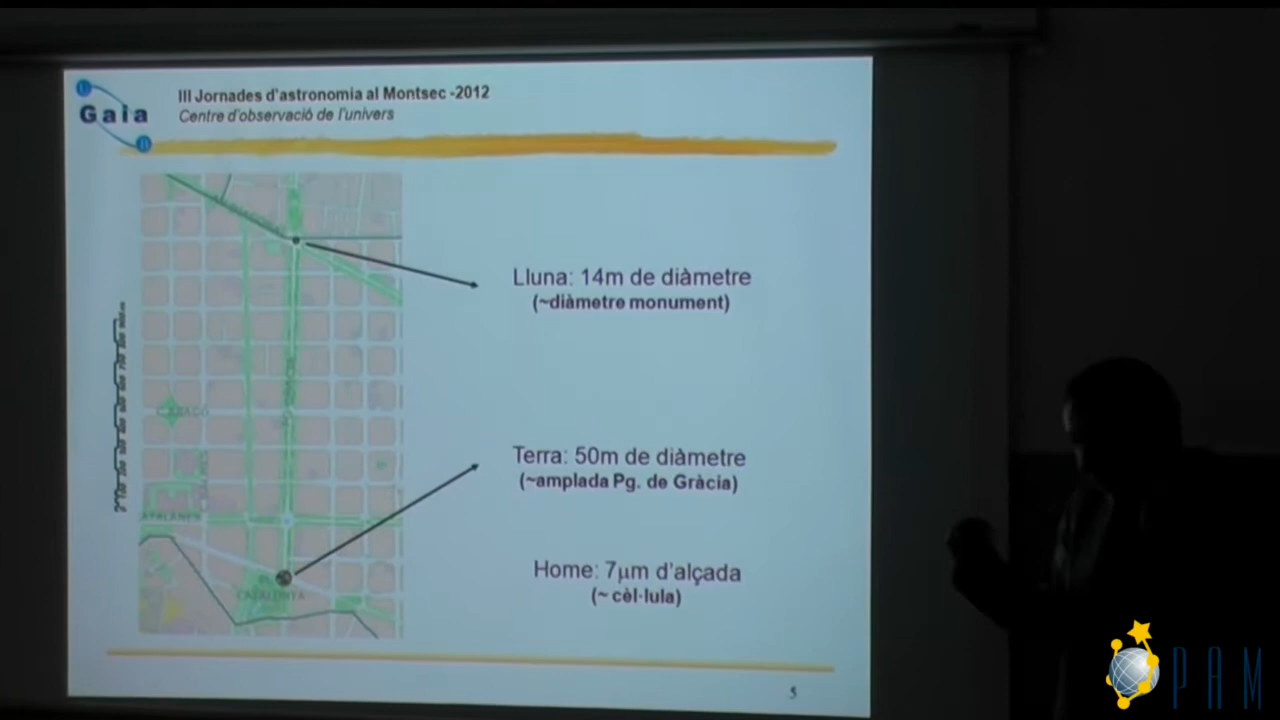 III Jornades d'astronomia al Montsec -2012
Gaia
Centre d'observació de l'univers
Lluna: 14m de diàmetre
(~diàmetre monument)
Terra: 50m de diàmetre
(~amplada Pg. de Gràcia)
CATALUNYA
Home: 7µm d'alçada
(~ cèl·lula)
5
PAM